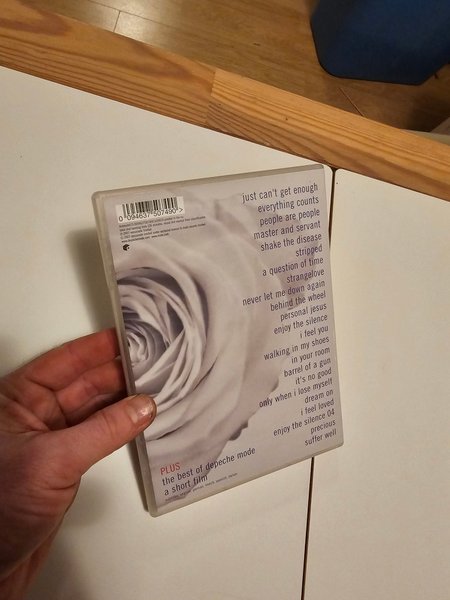 0 094637 507490
just can't get enough
everything counts
people are people
master and servant
shake the disease
stripped
a question of time
strangelove
never let me down again
behind the wheel
personal jesus
enjoy the silence
i feel you
walking in my shoes
in your room
barrel of a gun
it's no good
only when i lose myself
dream on
i feel loved
enjoy the silence 04
precious
suffer well
PLUS
the best of depeche mode
a short film